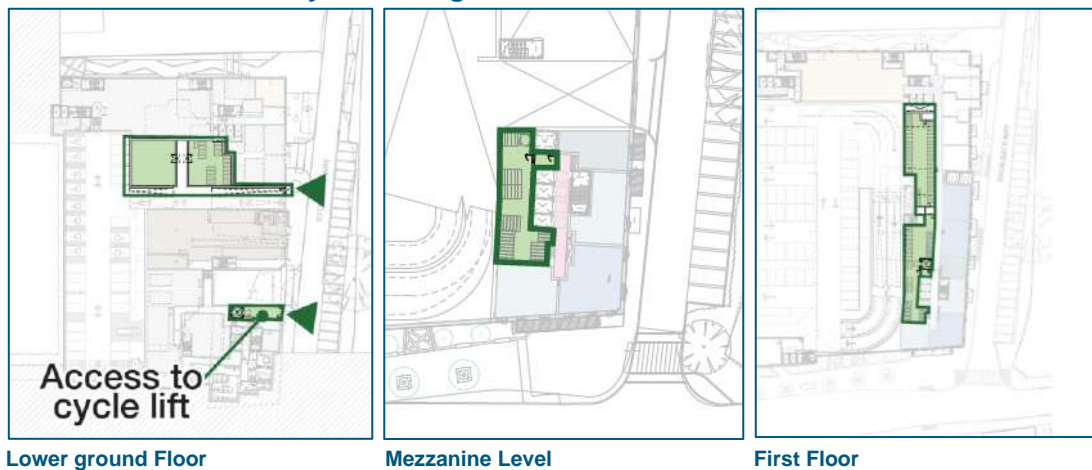 Access to
cycle lift
Lower ground Floor
Mezzanine Level
First Floor